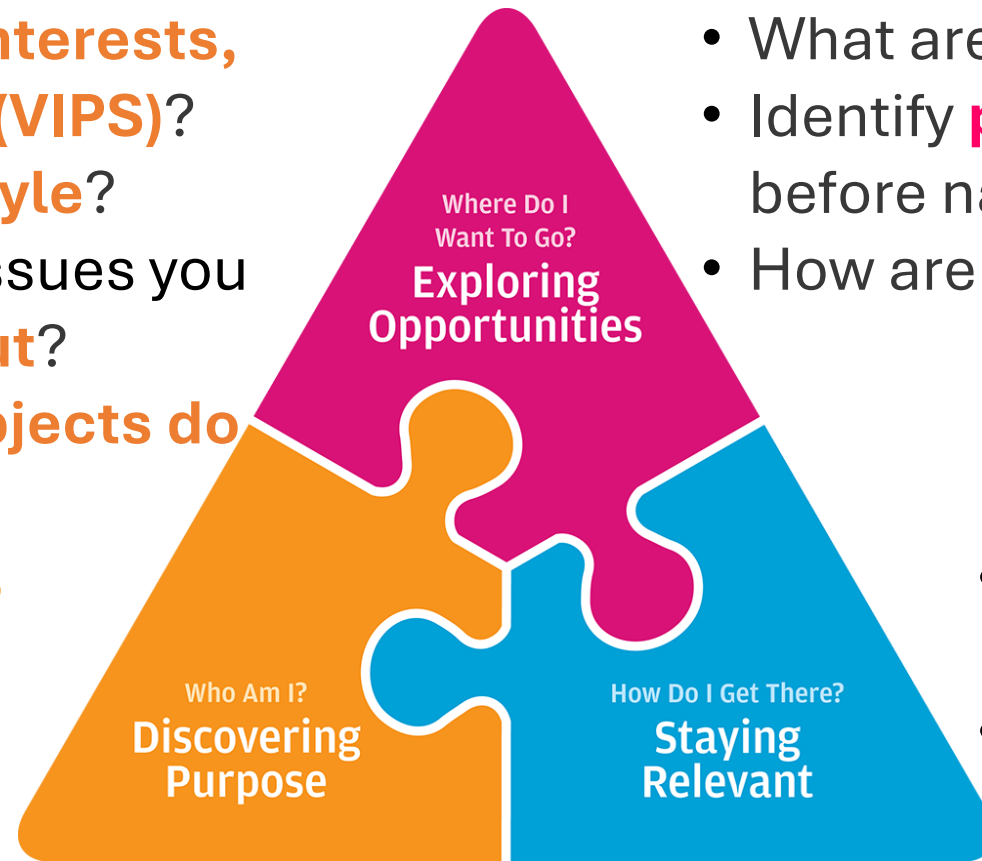 nterests,
(VIPS)?
yle?
ssues you
ut?
bjects do
Where Do I
Want To Go?
Exploring
Opportunities
• What are
• Identify p
before na
• How are
Who Am I?
Discovering
Purpose
How Do I Get There?
Staying
Relevant